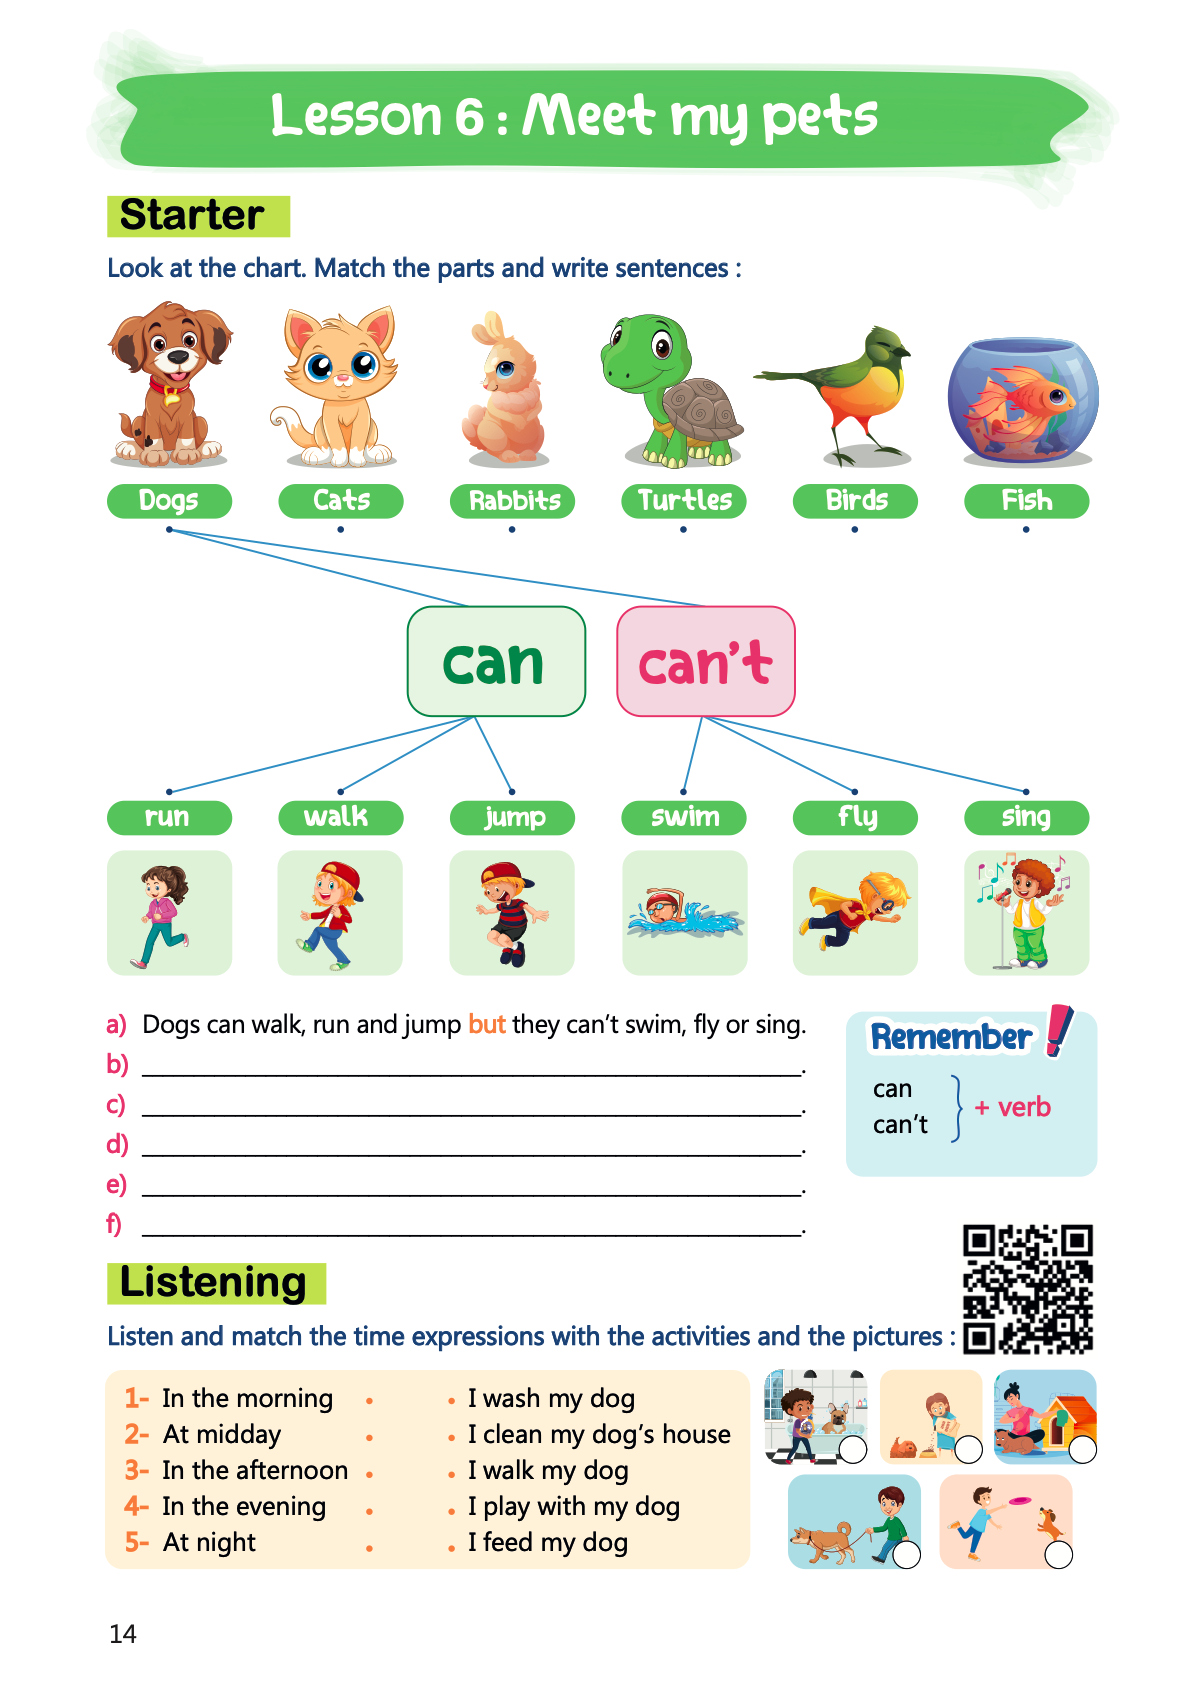 Lesson 6 : Meet my pets
Starter
Look at the chart. Match the parts and write sentences :
Dogs Cats Rabbits Turtles Birds Fish
can can't
run walk jump swim fly sing
a) Dogs can walk, run and jump but they can't swim, fly or sing.
b) ______________________________.
c) ______________________________.
d) ______________________________.
e) ______________________________.
f) ______________________________.
Remember!
can
can't
+ verb
Listening
Listen and match the time expressions with the activities and the pictures :
1- In the morning • • I wash my dog
2- At midday • • I clean my dog's house
3- In the afternoon • • I walk my dog
4- In the evening • • I play with my dog
5- At night • • I feed my dog
14